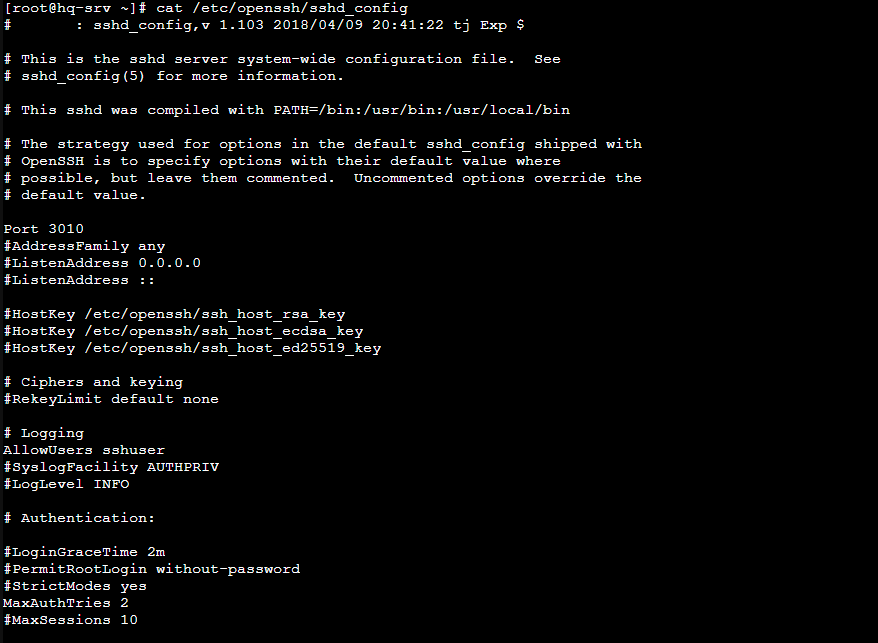 [root@hq-srv ~]# cat /etc/openssh/sshd_config
#       : sshd_config,v 1.103 2018/04/09 20:41:22 tj Exp $
# This is the sshd server system-wide configuration file.  See
# sshd_config(5) for more information.
# This sshd was compiled with PATH=/bin:/usr/bin:/usr/local/bin
# The strategy used for options in the default sshd_config shipped with
# OpenSSH is to specify options with their default value where
# possible, but leave them commented.  Uncommented options override the
# default value.
Port 3010
#AddressFamily any
#ListenAddress 0.0.0.0
#ListenAddress ::
#HostKey /etc/openssh/ssh_host_rsa_key
#HostKey /etc/openssh/ssh_host_ecdsa_key
#HostKey /etc/openssh/ssh_host_ed25519_key
# Ciphers and keying
#RekeyLimit default none
# Logging
AllowUsers sshuser
#SyslogFacility AUTHPRIV
#LogLevel INFO
# Authentication:
#LoginGraceTime 2m
#PermitRootLogin without-password
#StrictModes yes
MaxAuthTries 2
#MaxSessions 10